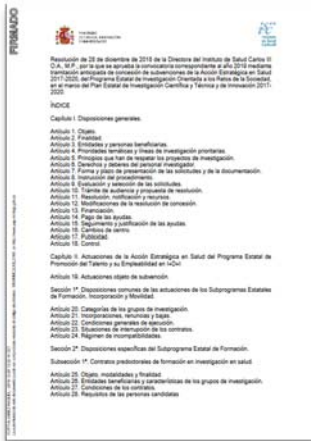 FIRMADO
Resolución de 28 de diciembre de 2018 de la Directora del Instituto de Salud Carlos III
O.A., M.P., por la que se aprueba la convocatoria correspondiente al año 2019 mediante
tramitación anticipada de concesión de subvenciones de la Acción Estratégica en Salud
2017-2020, del Programa Estatal de Investigación Orientada a los Retos de la Sociedad,
en el marco del Plan Estatal de Investigación Científica y Técnica y de Innovación 2017-
2020.
ÍNDICE
Capítulo I. Disposiciones generales.
Artículo 1. Objeto.
Artículo 2. Finalidad.
Artículo 3. Entidades y personas beneficiarias.
Artículo 4. Prioridades temáticas y líneas de investigación prioritarias.
Artículo 5. Principios que han de respetar los proyectos de investigación.
Artículo 6. Derechos y deberes del personal investigador.
Artículo 7. Forma y plazo de presentación de las solicitudes y de la documentación.
Artículo 8. Instrucción del procedimiento.
Artículo 9. Evaluación y selección de las solicitudes.
Artículo 10. Trámite de audiencia y propuesta de resolución.
Artículo 11. Resolución, notificación y recursos.
Artículo 12. Modificaciones de la resolución de concesión.
Artículo 13. Financiación.
Artículo 14. Pago de las ayudas.
Artículo 15. Seguimiento y justificación de las ayudas.
Artículo 16. Cambios de centro.
Artículo 17. Publicidad.
Artículo 18. Control.
Capítulo II. Actuaciones de la Acción Estratégica en Salud del Programa Estatal de
Promoción del Talento y su Empleabilidad en I+D+I
Artículo 19. Actuaciones objeto de subvención.
Sección 1ª. Disposiciones comunes de las actuaciones de los Subprogramas Estatales
de Formación, Incorporación y Movilidad.
Artículo 20. Categorías de los grupos de investigación.
Artículo 21. Incorporaciones, renuncias y bajas.
Artículo 22. Condiciones generales de ejecución.
Artículo 23. Situaciones de interrupción de los contratos.
Artículo 24. Régimen de incompatibilidades.
Sección 2ª. Disposiciones específicas del Subprograma Estatal de Formación.
Subsección 1ª. Contratos predoctorales de formación en investigación en salud.
Artículo 25. Objeto, modalidades y finalidad.
Artículo 26. Entidades beneficiarias y características de los grupos de investigación.
Artículo 27. Condiciones de los contratos.
Artículo 28. Requisitos de las personas candidatas